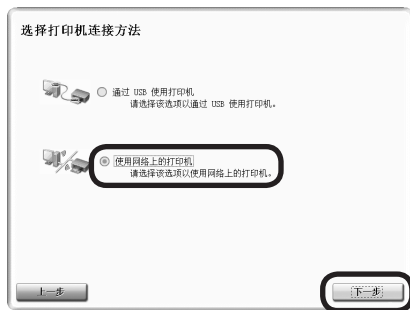 选择打印机连接方法
通过 USB 使用打印机
请选择该选项以通过 USB 使用打印机。
使用网络上的打印机
请选择该选项以使用网络上的打印机。
上一步
下一步